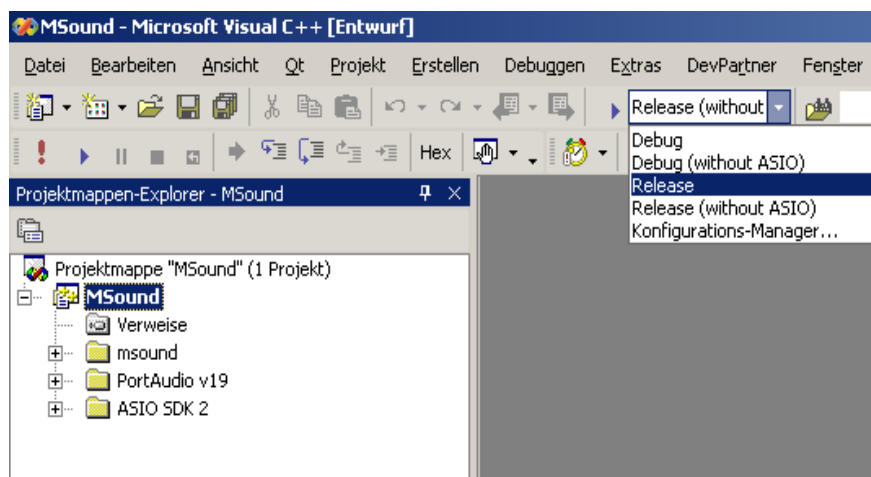 MSound - Microsoft Visual C++ [Entwurf]
Datei Bearbeiten Ansicht Qt Projekt Erstellen Debuggen Extras DevPartner Fenster
Release (without
Hex
Debug
Debug (without ASIO)
Release
Release (without ASIO)
Konfigurations-Manager...
Projektmappen-Explorer - MSound
Projektmappe "MSound" (1 Projekt)
MSound
Verweise
msound
PortAudio v19
ASIO SDK 2